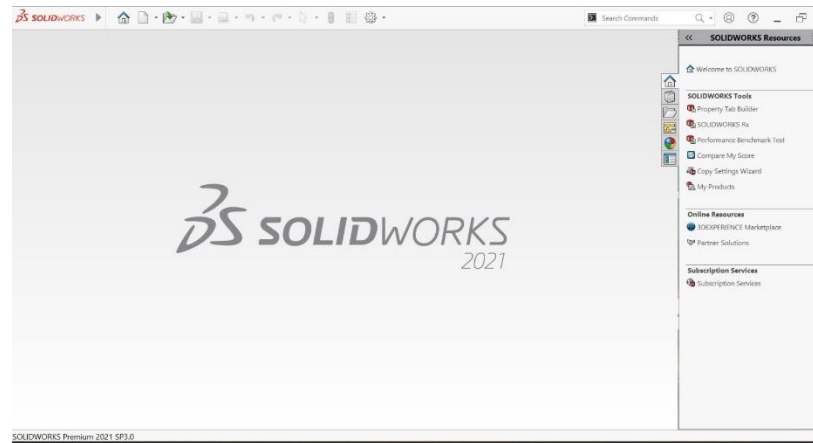 SOLIDWORKS
Search Commands
SOLIDWORKS Resources
Welcome to SOLIDWORKS
SOLIDWORKS Tools
Property Tab Builder
SOLIDWORKS Rx
Performance Benchmark Test
Compare My Score
Copy Settings Wizard
My Products
Online Resources
3DEXPERIENCE Marketplace
Partner Solutions
Subscription Services
Subscription Services
SOLIDWORKS
2021
SOLIDWORKS Premium 2021 SP3.0